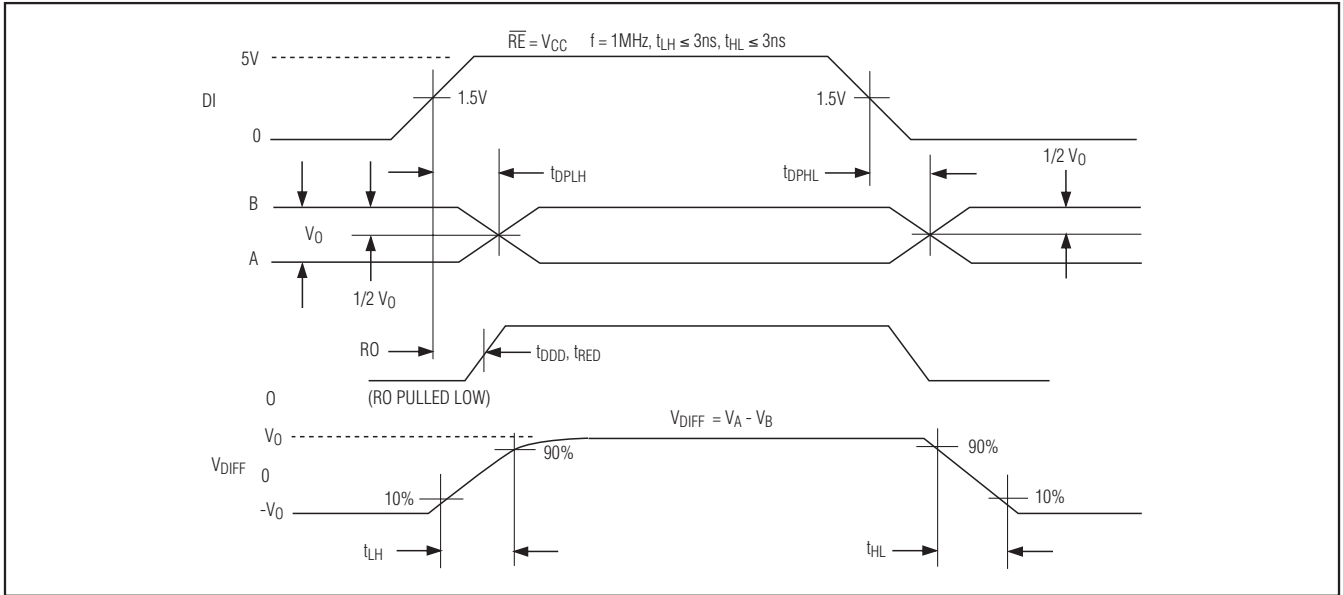 RE = VCC f = 1MHz, tLH ≤ 3ns, tHL ≤ 3ns
5V
DI
1.5V
1.5V
0
1/2 VO
tDPLH
tDPHL
B
VO
A
1/2 VO
RO
tDDD, tRED
0
(RO PULLED LOW)
VDIFF = VA - VB
VO
90%
90%
VDIFF
0
10%
10%
-VO
tLH
tHL